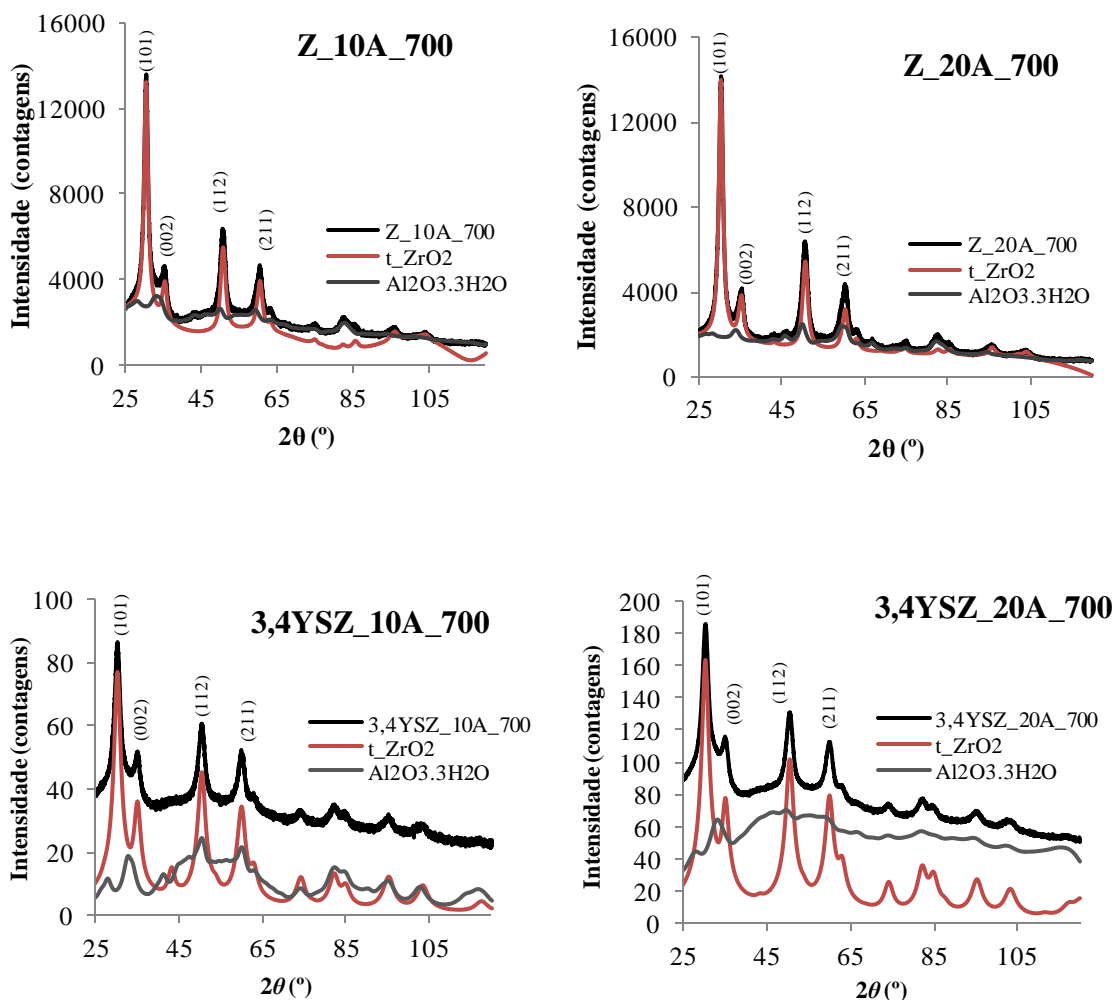 Z_10A_700
Intensidade (contagens)
16000
12000
8000
4000
0
(101)
(002)
(112)
(211)
Z_10A_700
t_ZrO2
Al2O3.3H2O
25 45 65 85 105
2θ (º)
Z_20A_700
Intensidade (contagens)
16000
12000
8000
4000
0
(101)
(002)
(112)
(211)
Z_20A_700
t_ZrO2
Al2O3.3H2O
25 45 65 85 105
2θ (º)
3,4YSZ_10A_700
Intensidade (contagens)
100
80
60
40
20
0
(101)
(002)
(112)
(211)
3,4YSZ_10A_700
t_ZrO2
Al2O3.3H2O
25 45 65 85 105
2θ (º)
3,4YSZ_20A_700
Intensidade (contagens)
200
180
160
140
120
100
80
60
40
20
0
(101)
(002)
(112)
(211)
3,4YSZ_20A_700
t_ZrO2
Al2O3.3H2O
25 45 65 85 105
2θ (º)